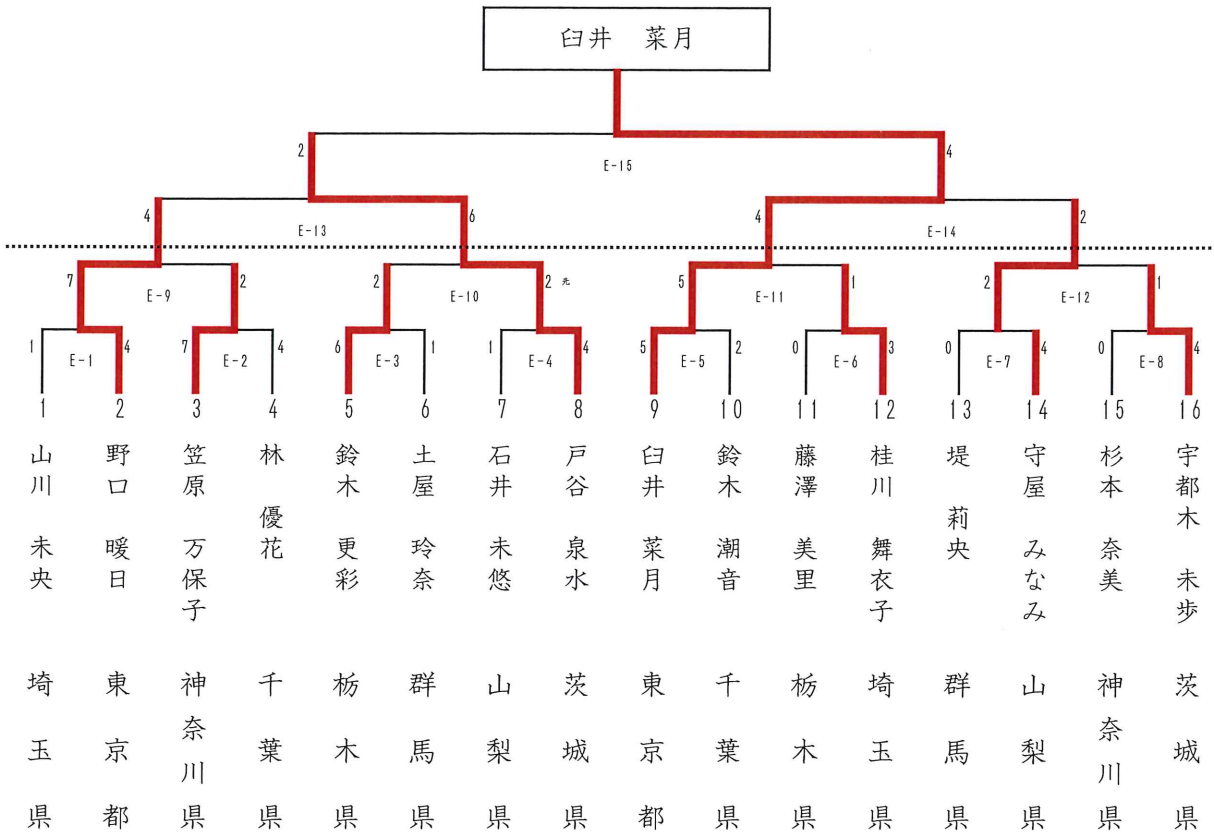 臼井 菜月
2 4
E-15
4 6 4 2
E-13 E-14
7 2 2 2 先 5 1 2 1
E-9 E-10 E-11 E-12
1 4 7 4 6 1 1 4 5 2 0 3 0 4 0 4
E-1 E-2 E-3 E-4 E-5 E-6 E-7 E-8
1 2 3 4 5 6 7 8 9 10 11 12 13 14 15 16
山川 未央
野口 暖日
笠原 万保子
林 優花
鈴木 更彩
土屋 玲奈
石井 未悠
戸谷 泉水
臼井 菜月
鈴木 潮音
藤澤 美里
桂川 舞衣子
堤 莉央
守屋 みなみ
杉本 奈美
宇都木 未歩
埼玉県
東京都
神奈川県
千葉県
栃木県
群馬県
山梨県
茨城県
東京都
千葉県
栃木県
埼玉県
群馬県
山梨県
神奈川県
茨城県